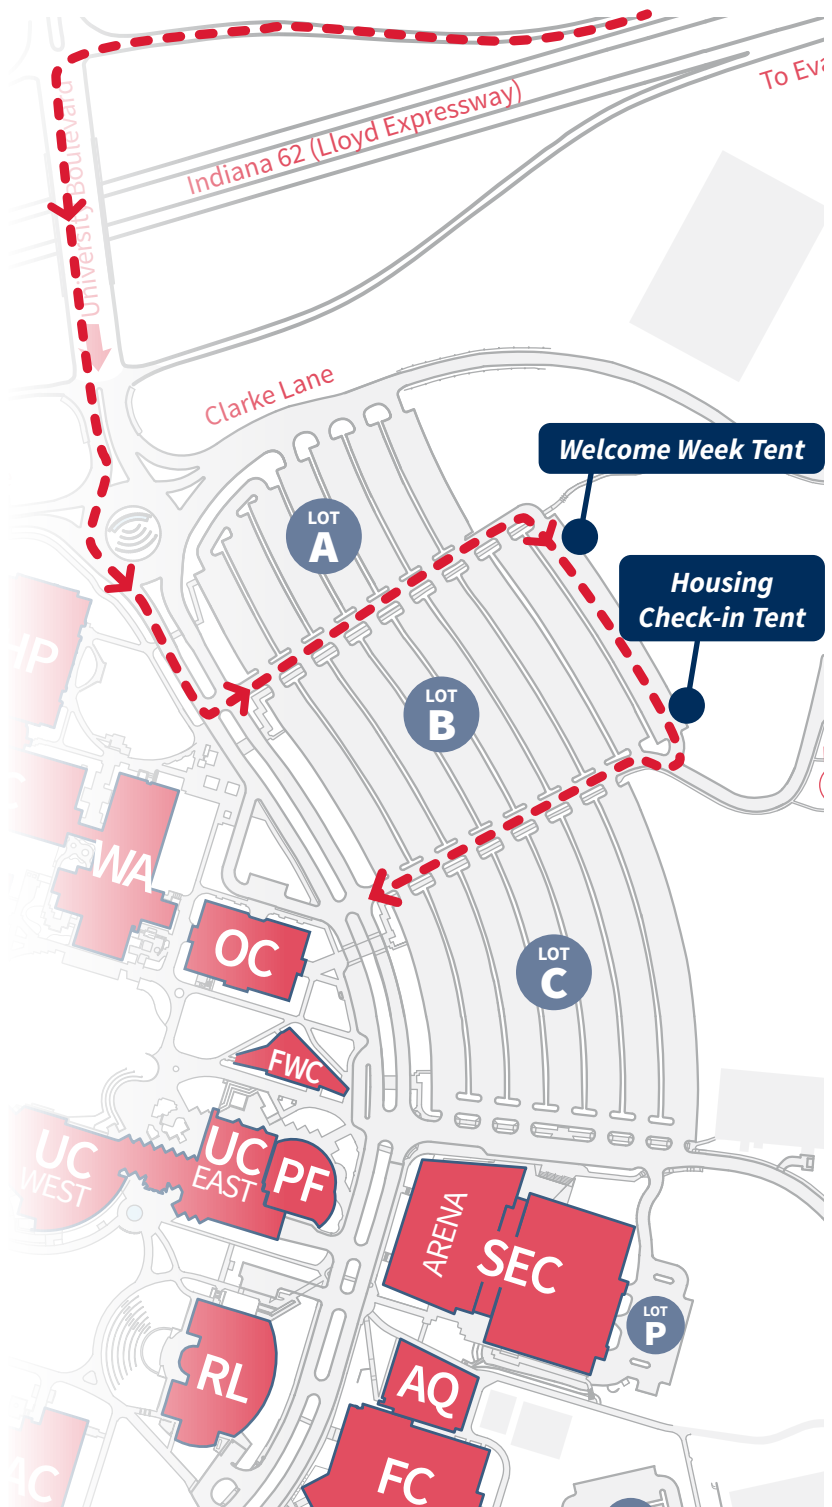 To Eva
Indiana 62 (Lloyd Expressway)
University Boulevard
Clarke Lane
Welcome Week Tent
LOT
A
Housing
Check-in Tent
HP
LOT
B
C
WA
OC
LOT
C
FWC
UC
WEST
UC
EAST
PF
ARENA
SEC
LOT
P
RL
AQ
AC
FC